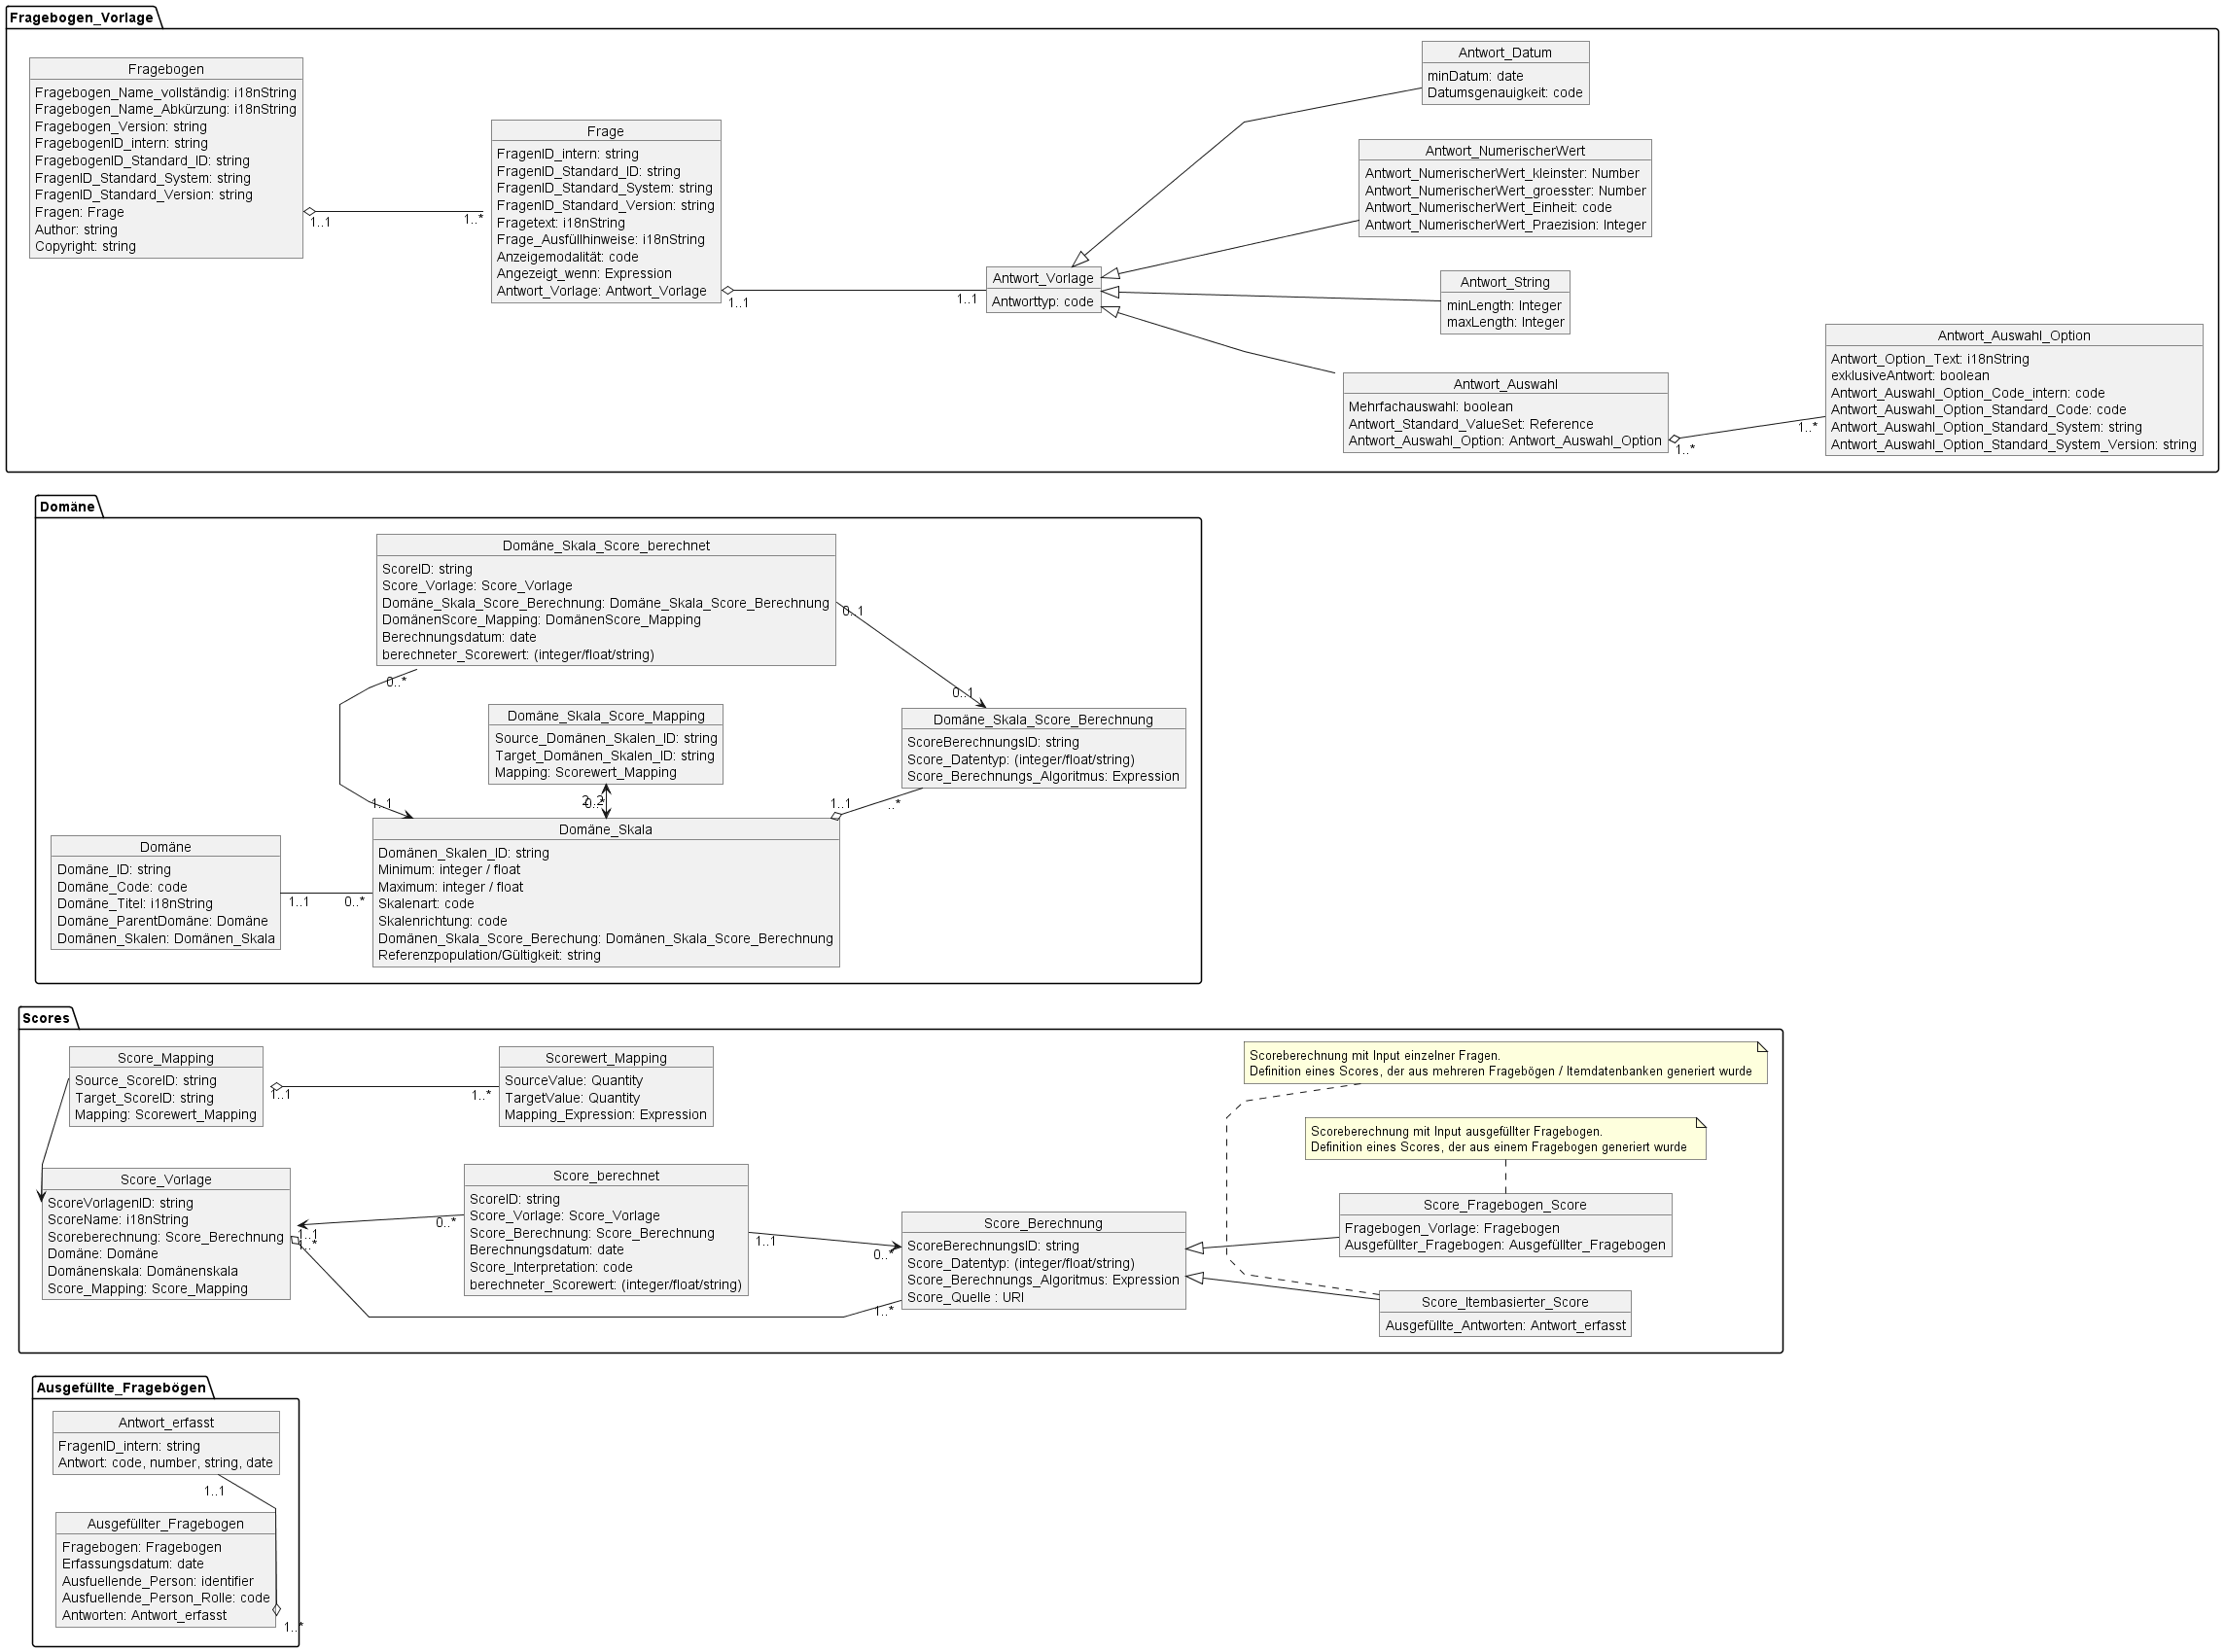 Fragebogen_Vorlage
Fragebogen
Fragebogen_Name_vollständig: i18nString
Fragebogen_Name_Abkürzung: i18nString
Fragebogen_Version: string
FragebogenID_intern: string
FragebogenID_Standard_ID: string
FragenID_Standard_System: string
FragenID_Standard_Version: string
Fragen: Frage
Author: string
Copyright: string
1..1
1..*
Frage
FragenID_intern: string
FragenID_Standard_ID: string
FragenID_Standard_System: string
FragenID_Standard_Version: string
Fragetext: i18nString
Frage_Ausfüllhinweise: i18nString
Anzeigemodalität: code
Angezeigt_wenn: Expression
Antwort_Vorlage: Antwort_Vorlage
1..1
1..1
Antwort_Vorlage
Antworttyp: code
Antwort_Datum
minDatum: date
Datumsgenauigkeit: code
Antwort_NumerischerWert
Antwort_NumerischerWert_kleinster: Number
Antwort_NumerischerWert_groesster: Number
Antwort_NumerischerWert_Einheit: code
Antwort_NumerischerWert_Praezision: Integer
Antwort_String
minLength: Integer
maxLength: Integer
Antwort_Auswahl
Mehrfachauswahl: boolean
Antwort_Standard_ValueSet: Reference
Antwort_Auswahl_Option: Antwort_Auswahl_Option
1..*
1..*
Antwort_Auswahl_Option
Antwort_Option_Text: i18nString
exklusiveAntwort: boolean
Antwort_Auswahl_Option_Code_intern: code
Antwort_Auswahl_Option_Standard_Code: code
Antwort_Auswahl_Option_Standard_System: string
Antwort_Auswahl_Option_Standard_System_Version: string
Domäne
Domäne_Skala_Score_berechnet
ScoreID: string
Score_Vorlage: Score_Vorlage
Domäne_Skala_Score_Berechnung: Domäne_Skala_Score_Berechnung
DomänenScore_Mapping: DomänenScore_Mapping
Berechnungsdatum: date
berechneter_Scorewert: (integer/float/string)
0..1
0..*
0..1
Domäne_Skala_Score_Mapping
Source_Domänen_Skalen_ID: string
Target_Domänen_Skalen_ID: string
Mapping: Scorewert_Mapping
Domäne_Skala_Score_Berechnung
ScoreBerechnungsID: string
Score_Datentyp: (integer/float/string)
Score_Berechnungs_Algoritmus: Expression
2..2
0..*
1..1
1..1
..*
Domäne
Domäne_ID: string
Domäne_Code: code
Domäne_Titel: i18nString
Domäne_ParentDomäne: Domäne
Domänen_Skalen: Domänen_Skala
1..1
0..*
Domäne_Skala
Domänen_Skalen_ID: string
Minimum: integer / float
Maximum: integer / float
Skalenart: code
Skalenrichtung: code
Domänen_Skala_Score_Berechung: Domänen_Skala_Score_Berechnung
Referenzpopulation/Gültigkeit: string
Scores
Score_Mapping
Source_ScoreID: string
Target_ScoreID: string
Mapping: Scorewert_Mapping
1..1
1..*
Scorewert_Mapping
SourceValue: Quantity
TargetValue: Quantity
Mapping_Expression: Expression
Scoreberechnung mit Input einzelner Fragen.
Definition eines Scores, der aus mehreren Fragebögen / Itemdatenbanken generiert wurde
Scoreberechnung mit Input ausgefüllter Fragebogen.
Definition eines Scores, der aus einem Fragebogen generiert wurde
Score_Vorlage
ScoreVorlagenID: string
ScoreName: i18nString
Scoreberechnung: Score_Berechnung
Domäne: Domäne
Domänenskala: Domänenskala
Score_Mapping: Score_Mapping
1..1
1..*
0..*
Score_berechnet
ScoreID: string
Score_Vorlage: Score_Vorlage
Score_Berechnung: Score_Berechnung
Berechnungsdatum: date
Score_Interpretation: code
berechneter_Scorewert: (integer/float/string)
1..1
0..*
1..*
Score_Berechnung
ScoreBerechnungsID: string
Score_Datentyp: (integer/float/string)
Score_Berechnungs_Algoritmus: Expression
Score_Quelle : URI
Score_Fragebogen_Score
Fragebogen_Vorlage: Fragebogen
Ausgefüllter_Fragebogen: Ausgefüllter_Fragebogen
Score_Itembasierter_Score
Ausgefüllte_Antworten: Antwort_erfasst
Ausgefüllte_Fragebögen
Antwort_erfasst
FragenID_intern: string
Antwort: code, number, string, date
1..1
Ausgefüllter_Fragebogen
Fragebogen: Fragebogen
Erfassungsdatum: date
Ausfuellende_Person: identifier
Ausfuellende_Person_Rolle: code
Antworten: Antwort_erfasst
1..*